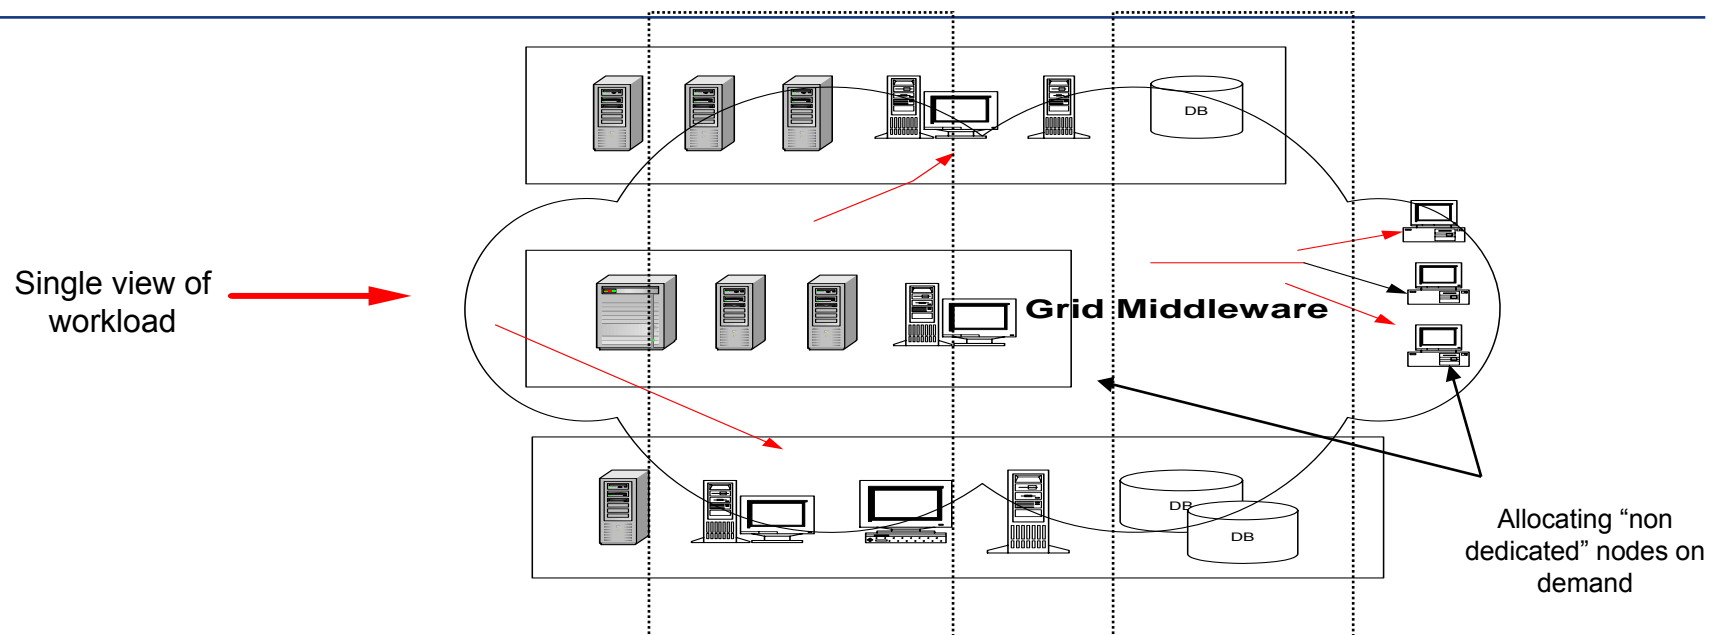 DB
Single view of
workload
Grid Middleware
DB
DB
Allocating “non
dedicated” nodes on
demand